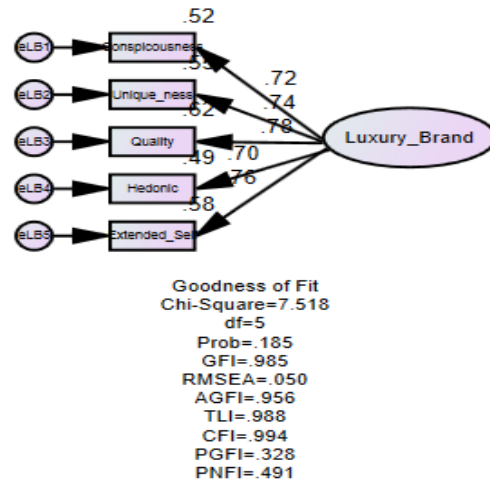 .52
eLB1 Conspicousness
.55
.72
eLB2 Unique_ness
.74
.62
.78
eLB3 Quality
Luxury_Brand
.49
.70
eLB4 Hedonic
.76
.58
eLB5 Extended_Self
Goodness of Fit
Chi-Square=7.518
df=5
Prob=.185
GFI=.985
RMSEA=.050
AGFI=.956
TLI=.988
CFI=.994
PGFI=.328
PNFI=.491